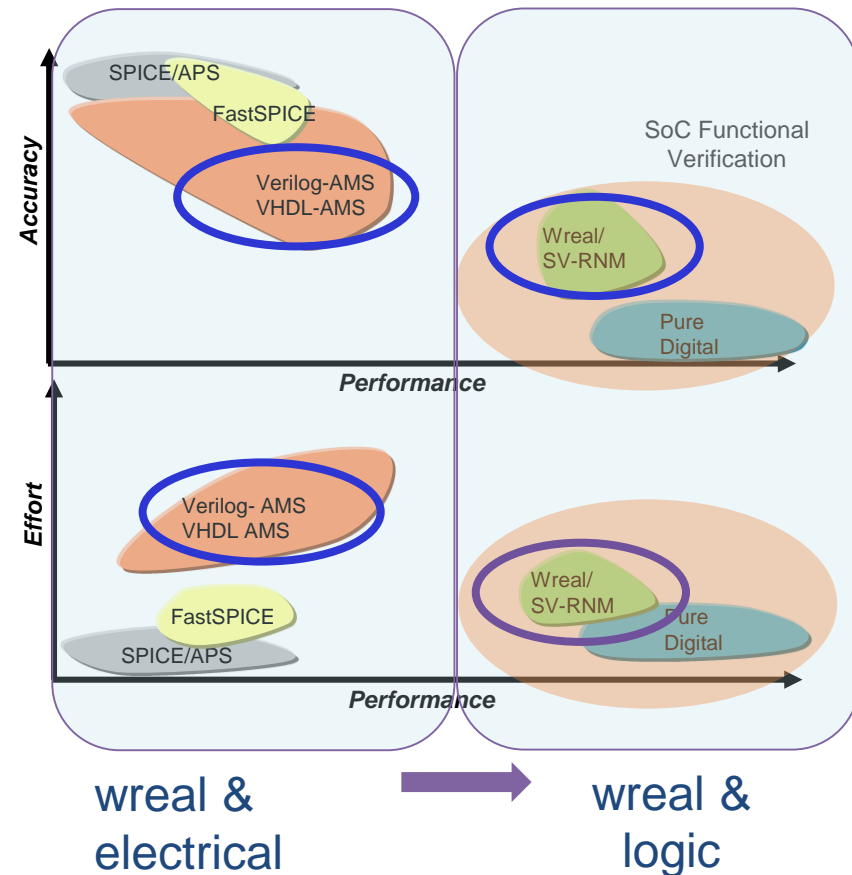 SPICE/APS
FastSPICE
Verilog-AMS
VHDL-AMS
Accuracy
SoC Functional
Verification
Wreal/
SV-RNM
Pure
Digital
Performance
Effort
Verilog- AMS
VHDL AMS
FastSPICE
SPICE/APS
Wreal/
SV-RNM
Pure
Digital
Performance
wreal &
electrical
wreal &
logic